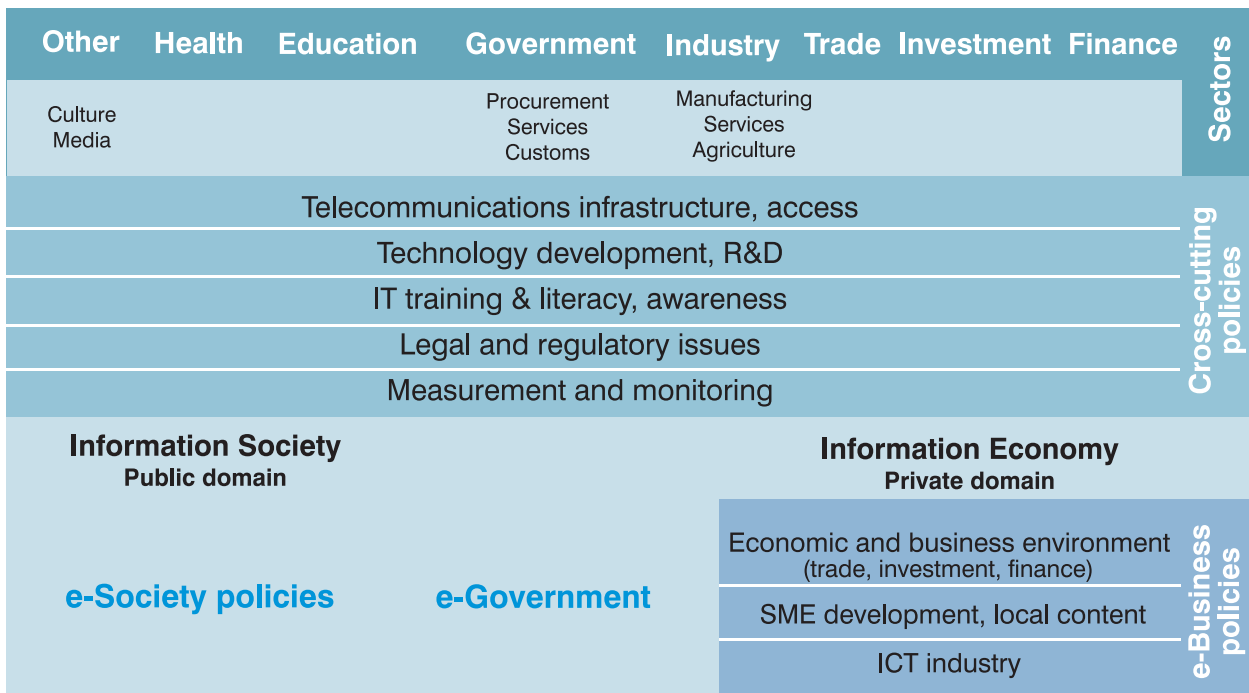 Other Health Education Government Industry Trade Investment Finance
Sectors
Culture
Media
Procurement
Services
Customs
Manufacturing
Services
Agriculture
Telecommunications infrastructure, access
Technology development, R&D
IT training & literacy, awareness
Legal and regulatory issues
Measurement and monitoring
Cross-cutting
policies
Information Society
Public domain
Information Economy
Private domain
e-Society policies
e-Government
Economic and business environment
(trade, investment, finance)
SME development, local content
ICT industry
e-Business
policies